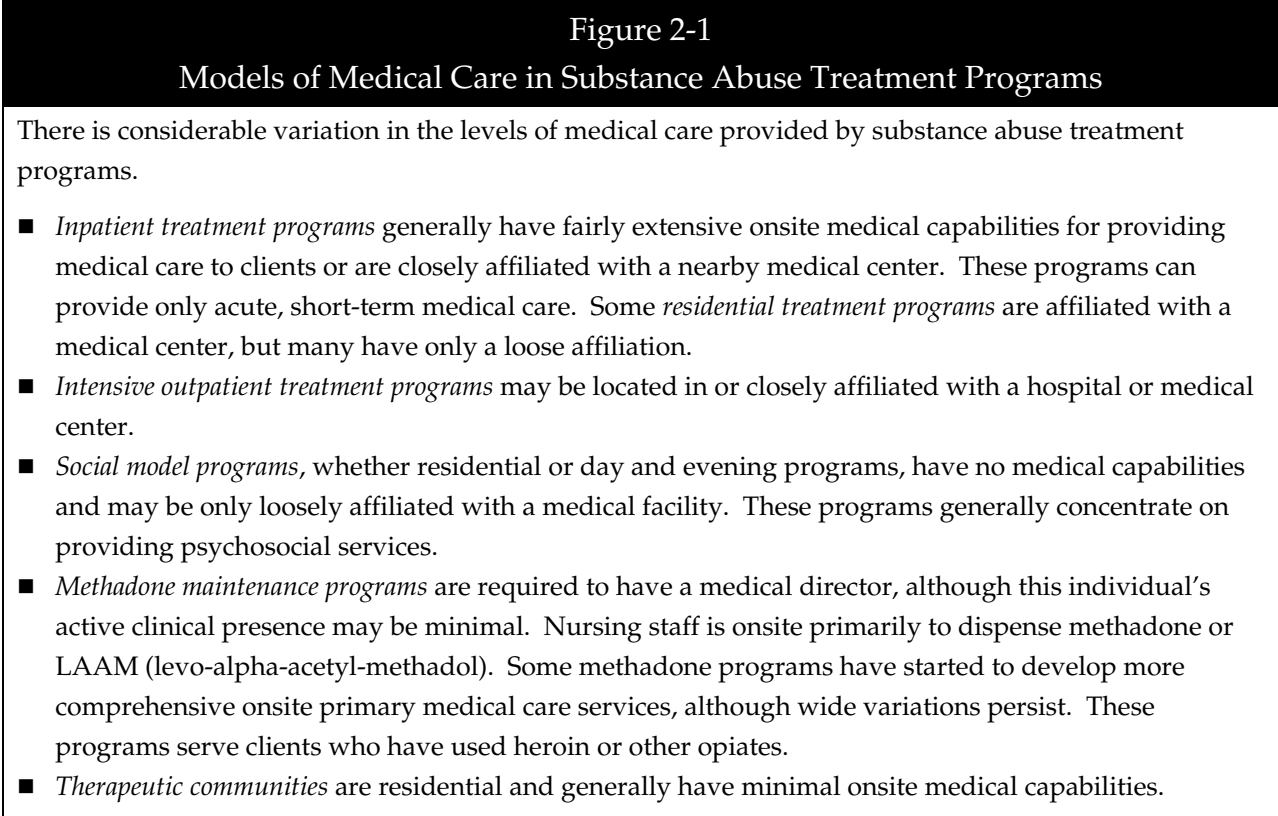 Figure 2-1
Models of Medical Care in Substance Abuse Treatment Programs
There is considerable variation in the levels of medical care provided by substance abuse treatment
programs.
■ Inpatient treatment programs generally have fairly extensive onsite medical capabilities for providing
medical care to clients or are closely affiliated with a nearby medical center.  These programs can
provide only acute, short-term medical care.  Some residential treatment programs are affiliated with a
medical center, but many have only a loose affiliation.
■ Intensive outpatient treatment programs may be located in or closely affiliated with a hospital or medical
center.
■ Social model programs, whether residential or day and evening programs, have no medical capabilities
and may be only loosely affiliated with a medical facility.  These programs generally concentrate on
providing psychosocial services.
■ Methadone maintenance programs are required to have a medical director, although this individual’s
active clinical presence may be minimal.  Nursing staff is onsite primarily to dispense methadone or
LAAM (levo-alpha-acetyl-methadol).  Some methadone programs have started to develop more
comprehensive onsite primary medical care services, although wide variations persist.  These
programs serve clients who have used heroin or other opiates.
■ Therapeutic communities are residential and generally have minimal onsite medical capabilities.